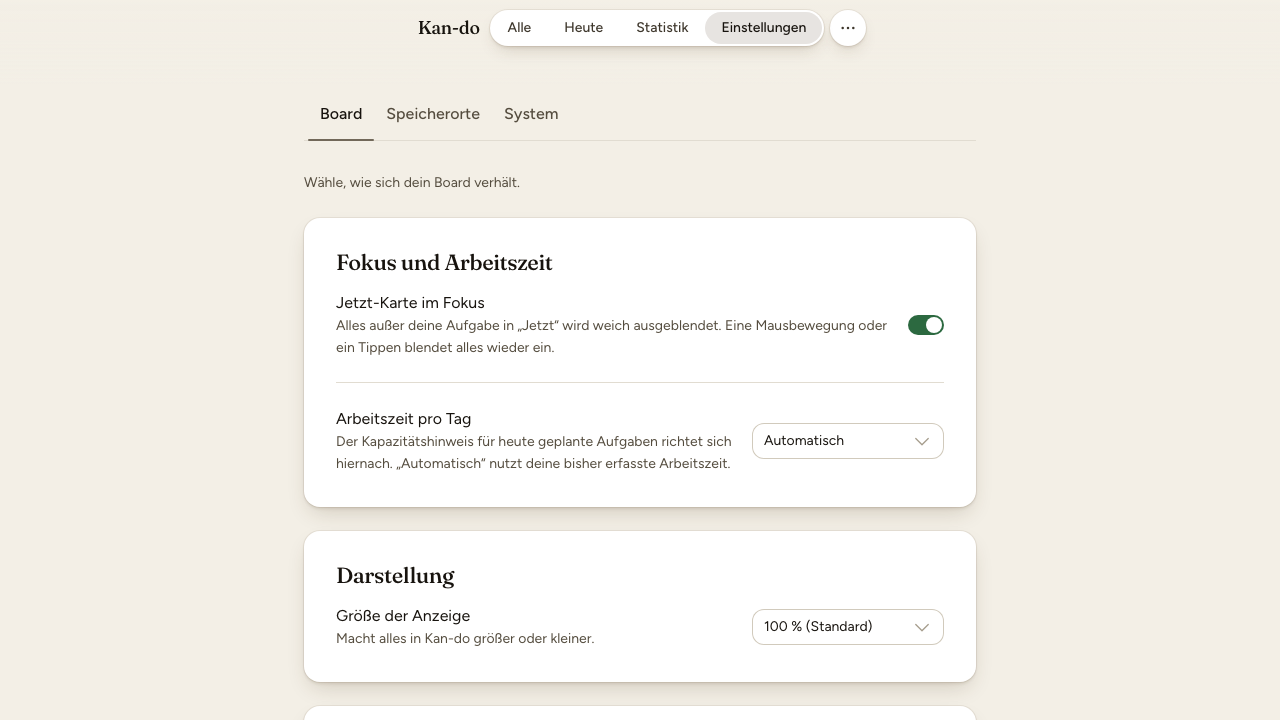 Kan-do
Alle
Heute
Statistik
Einstellungen
Board
Speicherorte
System
Wähle, wie sich dein Board verhält.
Fokus und Arbeitszeit
Jetzt-Karte im Fokus
Alles außer deine Aufgabe in „Jetzt“ wird weich ausgeblendet. Eine Mausbewegung oder
ein Tippen blendet alles wieder ein.
Arbeitszeit pro Tag
Der Kapazitätshinweis für heute geplante Aufgaben richtet sich
hiernach. „Automatisch“ nutzt deine bisher erfasste Arbeitszeit.
Automatisch
Darstellung
Größe der Anzeige
Macht alles in Kan-do größer oder kleiner.
100 % (Standard)